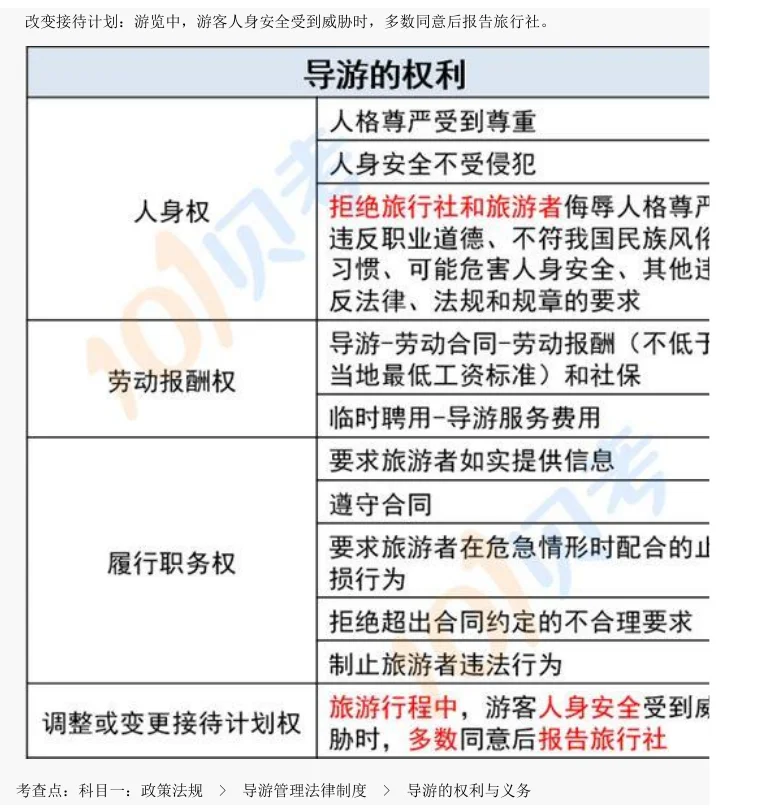 改变接待计划：游览中，游客人身安全受到威胁时，多数同意后报告旅行社。
导游的权利
人身权
人格尊严受到尊重
人身安全不受侵犯
拒绝旅行社和旅游者侮辱人格尊严
违反职业道德、不符我国民族风俗
习惯、可能危害人身安全、其他违
反法律、法规和规章的要求
劳动报酬权
导游-劳动合同-劳动报酬（不低于
当地最低工资标准）和社保
临时聘用-导游服务费用
履行职务权
要求旅游者如实提供信息
遵守合同
要求旅游者在危急情形时配合的止
损行为
拒绝超出合同约定的不合理要求
制止旅游者违法行为
调整或变更接待计划权
旅游行程中，游客人身安全受到威
胁时，多数同意后报告旅行社
101贝考
101贝考
考查点：科目一：政策法规 > 导游管理法律制度 > 导游的权利与义务